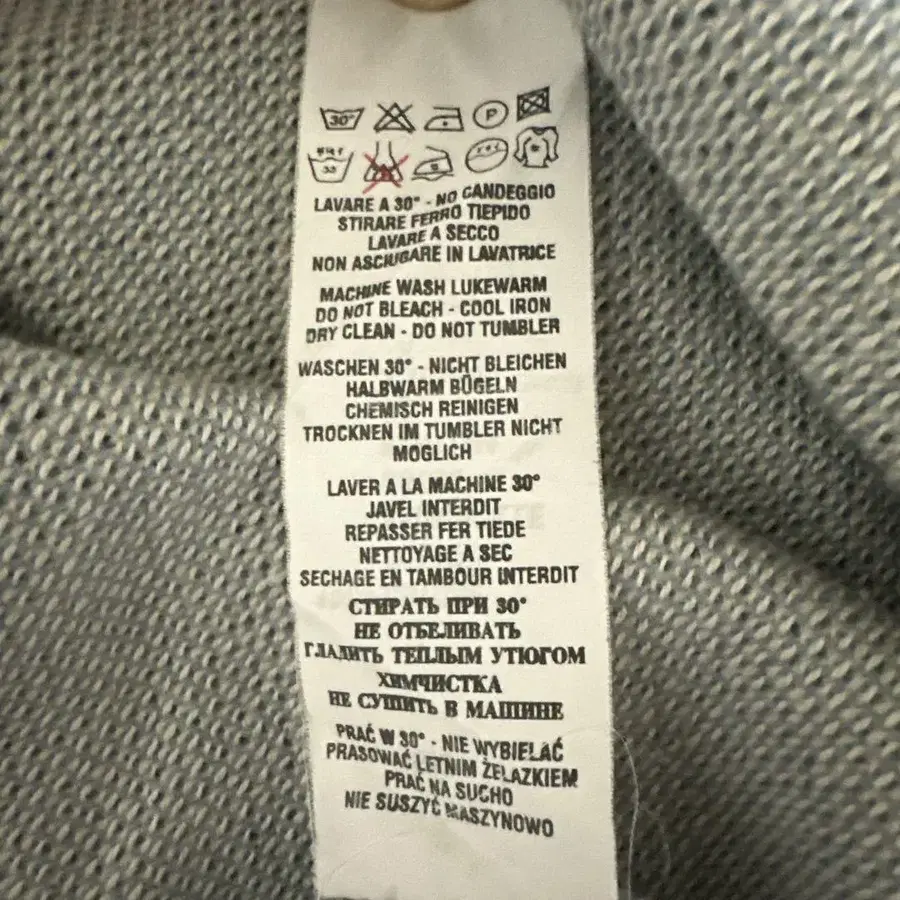 30°
P
30
LAVARE A 30° - NO CANDEGGIO
STIRARE FERRO TIEPIDO
LAVARE A SECCO
NON ASCIUGARE IN LAVATRICE
MACHINE WASH LUKEWARM
DO NOT BLEACH - COOL IRON
DRY CLEAN - DO NOT TUMBLER
WASCHEN 30° - NICHT BLEICHEN
HALBWARM BÜGELN
CHEMISCH REINIGEN
TROCKNEN IM TUMBLER NICHT
MOGLICH
LAVER A LA MACHINE 30°
JAVEL INTERDIT
REPASSER FER TIEDE
NETTOYAGE A SEC
SECHAGE EN TAMBOUR INTERDIT
СТИРАТЬ ПРИ 30°
НЕ ОТБЕЛИВАТЬ
ГЛАДИТЬ ТЕПЛЫМ УТЮГОМ
ХИМЧИСТКА
НЕ СУШИТЬ В МАШИНЕ
PRAĆ W 30° - NIE WYBIELAĆ
PRASOWAĆ LETNIM ŻELAZKIEM
PRAĆ NA SUCHO
NIE SUSZYĆ MASZYNOWO